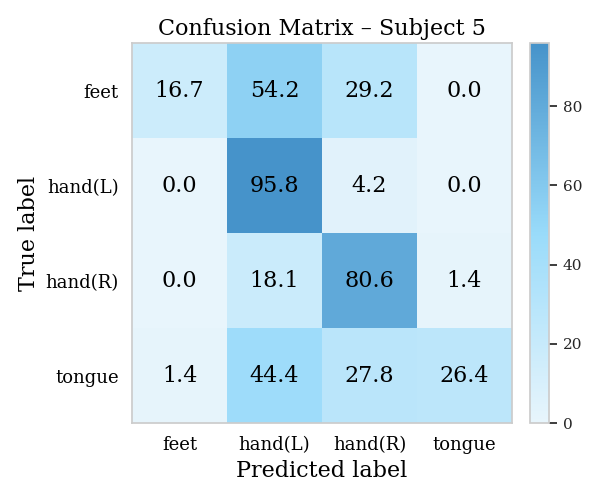 Confusion Matrix – Subject 5
True label
feet 16.7 54.2 29.2 0.0
hand(L) 0.0 95.8 4.2 0.0
hand(R) 0.0 18.1 80.6 1.4
tongue 1.4 44.4 27.8 26.4
feet hand(L) hand(R) tongue
Predicted label
80
60
40
20
0